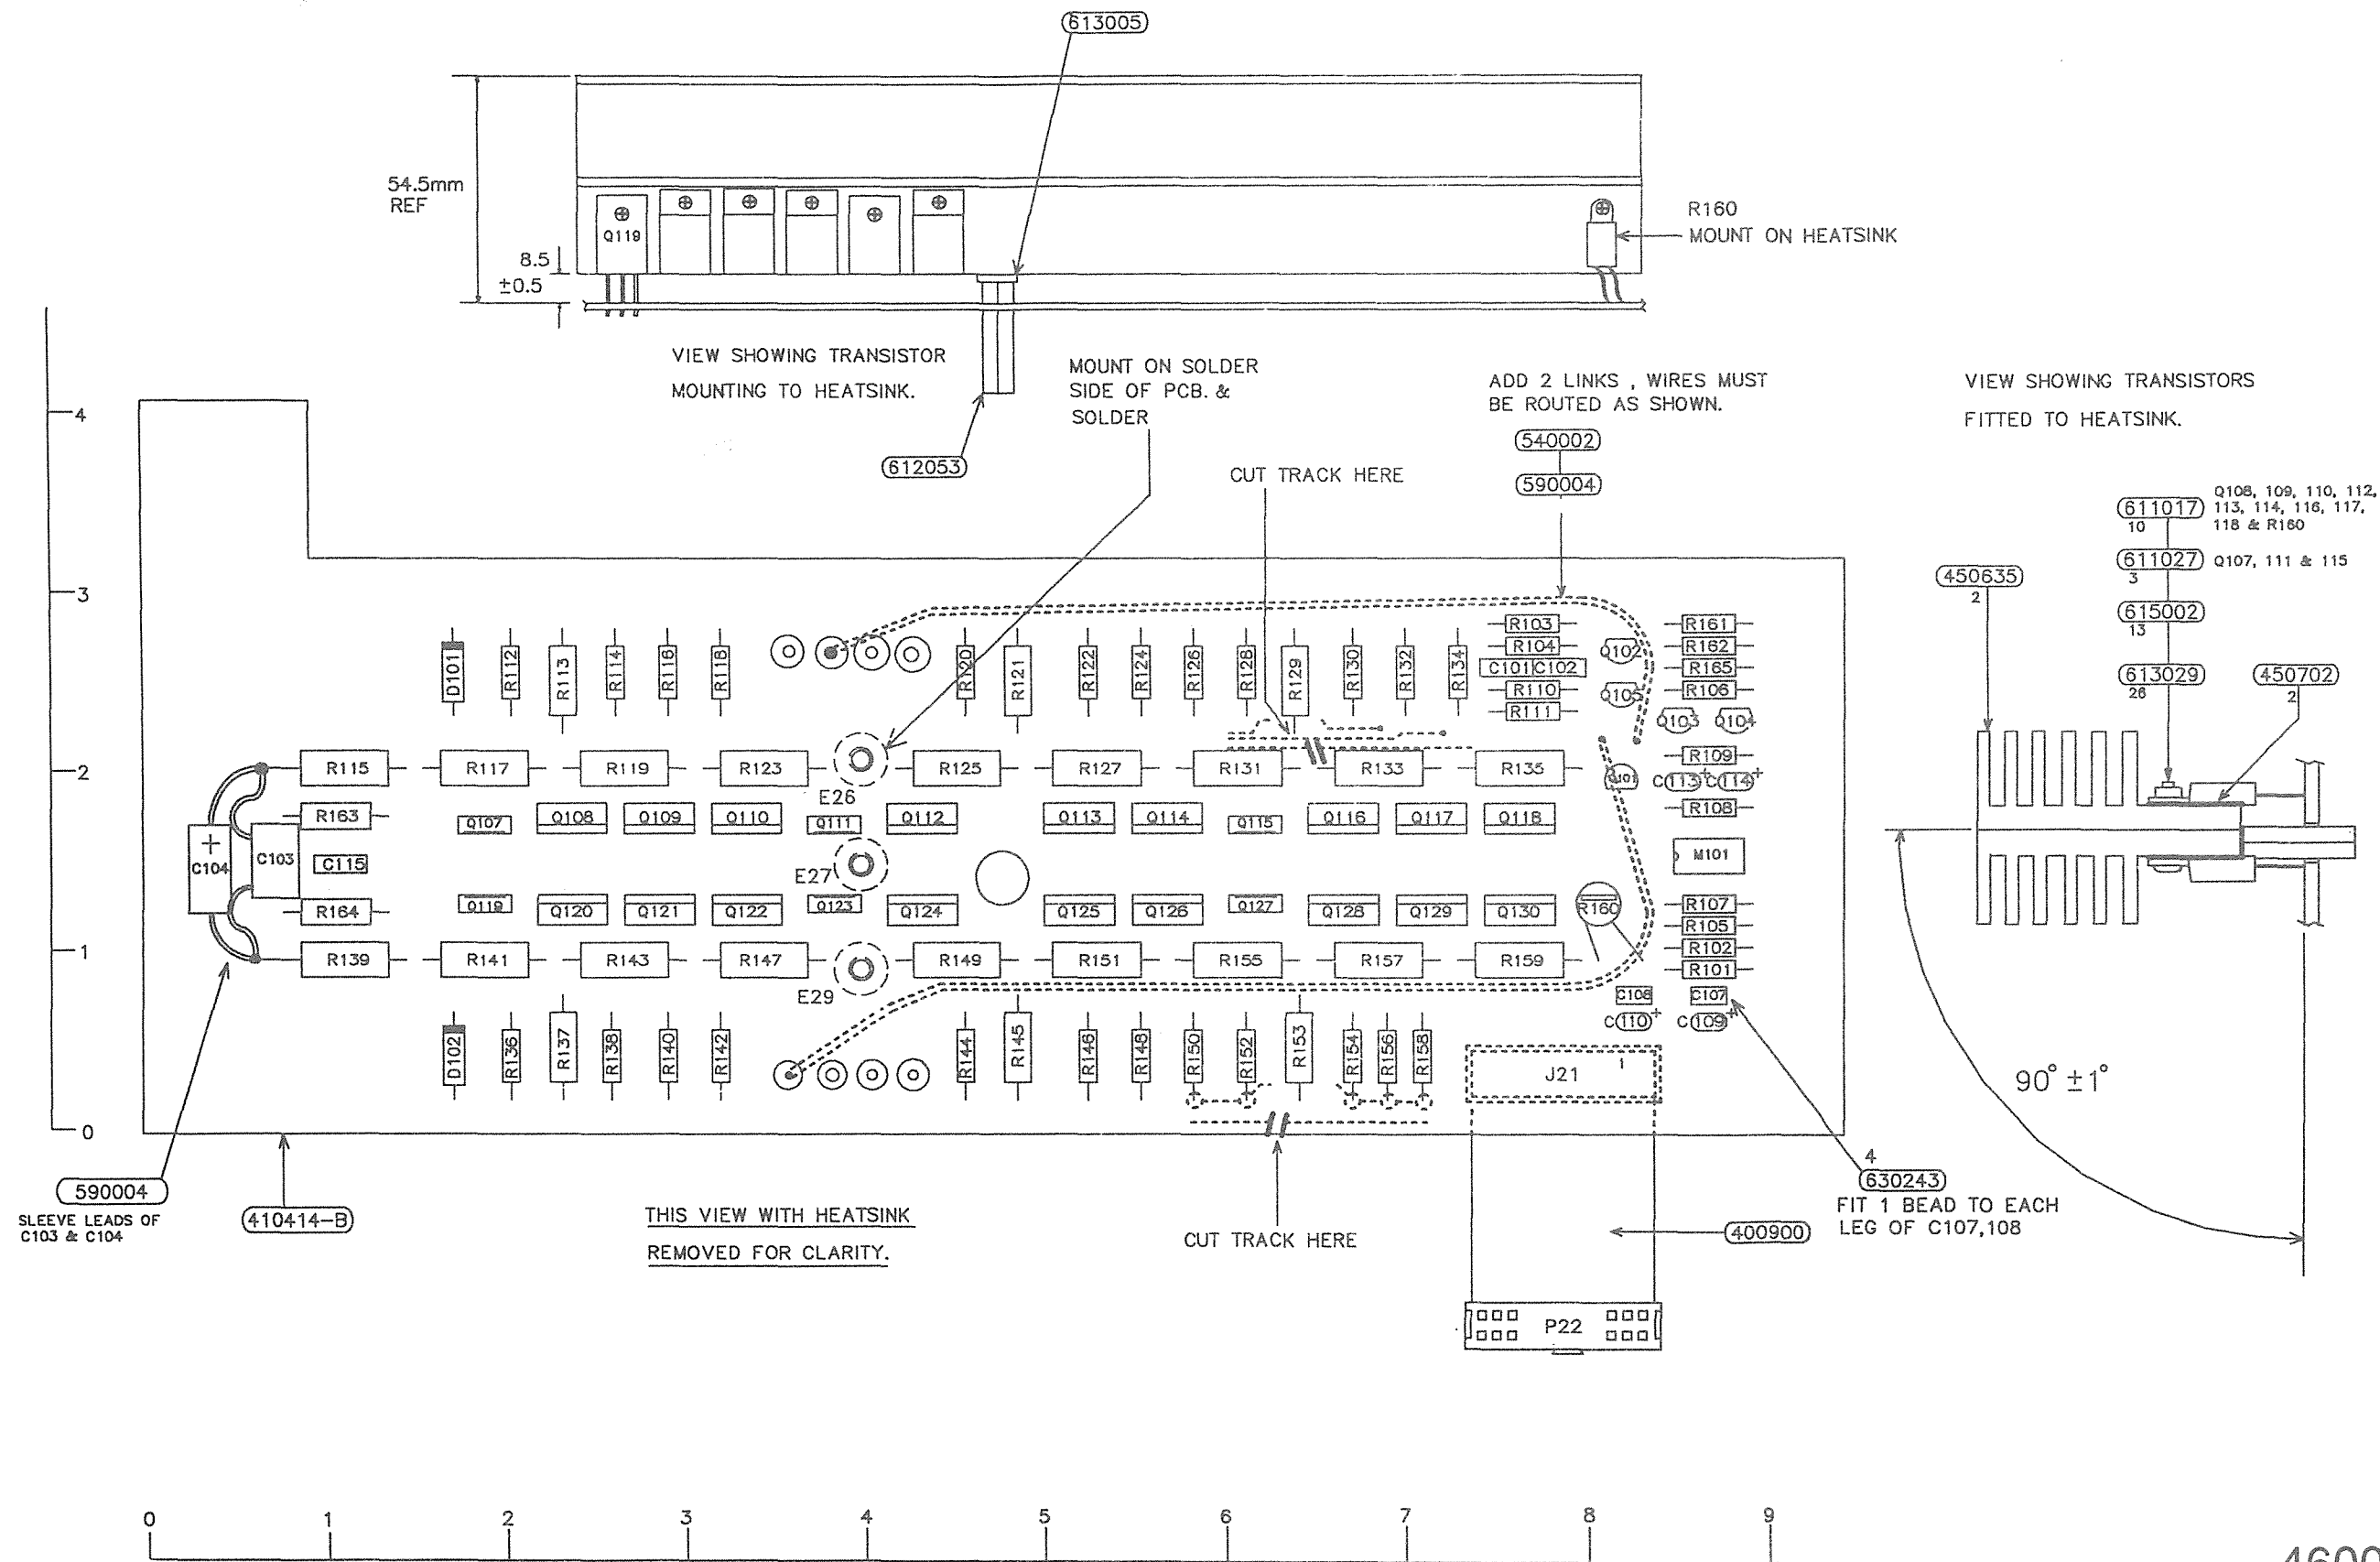 613005
54.5mm
REF
8.5
±0.5
Q119
R160
MOUNT ON HEATSINK
VIEW SHOWING TRANSISTOR
MOUNTING TO HEATSINK.
612053
MOUNT ON SOLDER
SIDE OF PCB. &
SOLDER
CUT TRACK HERE
ADD 2 LINKS , WIRES MUST
BE ROUTED AS SHOWN.
540002
590004
VIEW SHOWING TRANSISTORS
FITTED TO HEATSINK.
611017
10
Q108, 109, 110, 112,
113, 114, 116, 117,
118 & R160
611027
3
Q107, 111 & 115
615002
13
613029
26
450635
2
450702
2
90° ±1°
4
3
2
1
0
D101
R112
R113
R114
R116
R118
R120
R121
R122
R124
R126
R128
R129
R130
R132
R134
R103
R104
C101 C102
R110
R111
Q102
Q105
R161
R162
R165
R106
Q103
Q104
R109
C113+
C114+
R108
R115
R117
R119
R123
R125
R127
R131
R133
R135
E26
R163
Q107
Q108
Q109
Q110
Q111
Q112
Q113
Q114
Q115
Q116
Q117
Q118
M101
+
C104
C103
C115
E27
R164
Q119
Q120
Q121
Q122
Q123
Q124
Q125
Q126
Q127
Q128
Q129
Q130
R160
R107
R105
R102
R101
R139
R141
R143
R147
E29
R149
R151
R155
R157
R159
C108
C107
C110+
C109+
D102
R136
R137
R138
R140
R142
R144
R145
R146
R148
R150
R152
R153
R154
R156
R158
J21
1
590004
SLEEVE LEADS OF
C103 & C104
410414-B
THIS VIEW WITH HEATSINK
REMOVED FOR CLARITY.
CUT TRACK HERE
4
630243
FIT 1 BEAD TO EACH
LEG OF C107,108
400900
P22
0 1 2 3 4 5 6 7 8 9